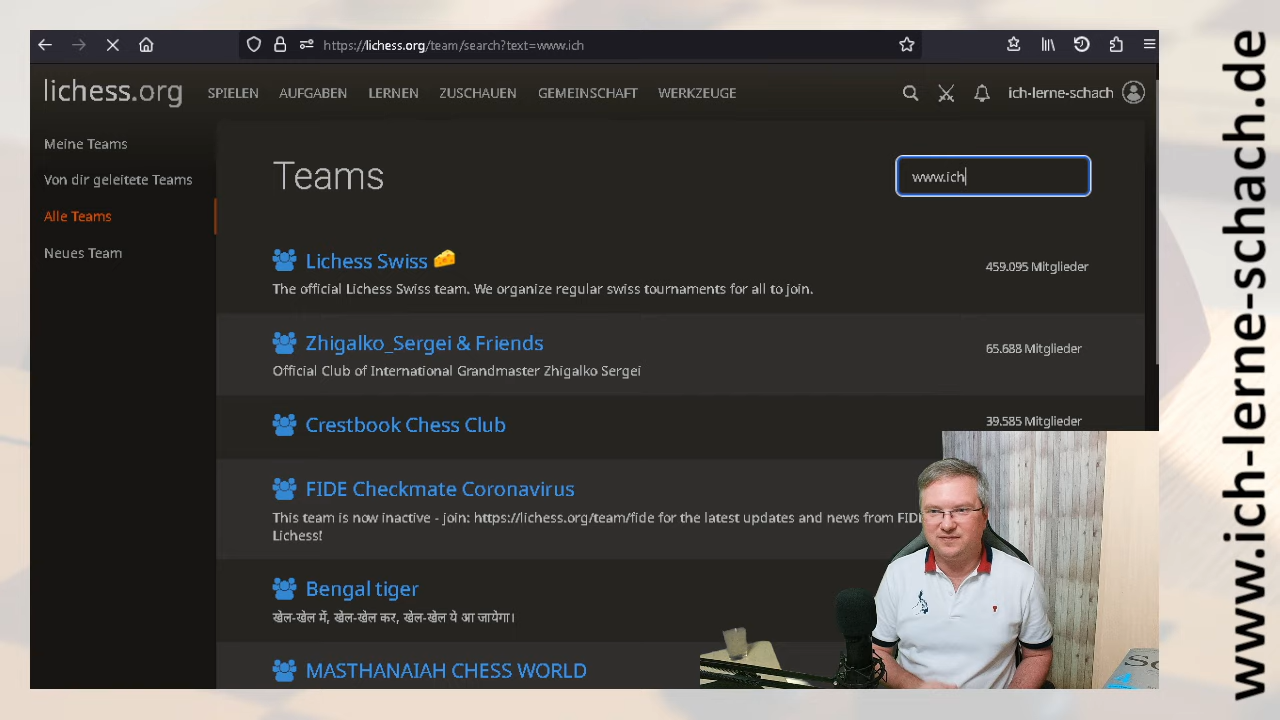 https://lichess.org/team/search?text=www.ich
lichess.org
SPIELEN AUFGABEN LERNEN ZUSCHAUEN GEMEINSCHAFT WERKZEUGE
ich-lerne-schach
Meine Teams
Von dir geleitete Teams
Alle Teams
Neues Team
Teams
www.ich
Lichess Swiss
459.095 Mitglieder
The official Lichess Swiss team. We organize regular swiss tournaments for all to join.
Zhigalko_Sergei & Friends
65.688 Mitglieder
Official Club of International Grandmaster Zhigalko Sergei
Crestbook Chess Club
39.585 Mitglieder
FIDE Checkmate Coronavirus
This team is now inactive - join: https://lichess.org/team/fide for the latest updates and news from FIDE
Lichess!
Bengal tiger
खेल-खेल में, खेल-खेल कर, खेल-खेल ये आ जायेगा।
MASTHANAIAH CHESS WORLD
www.ich-lerne-schach.de